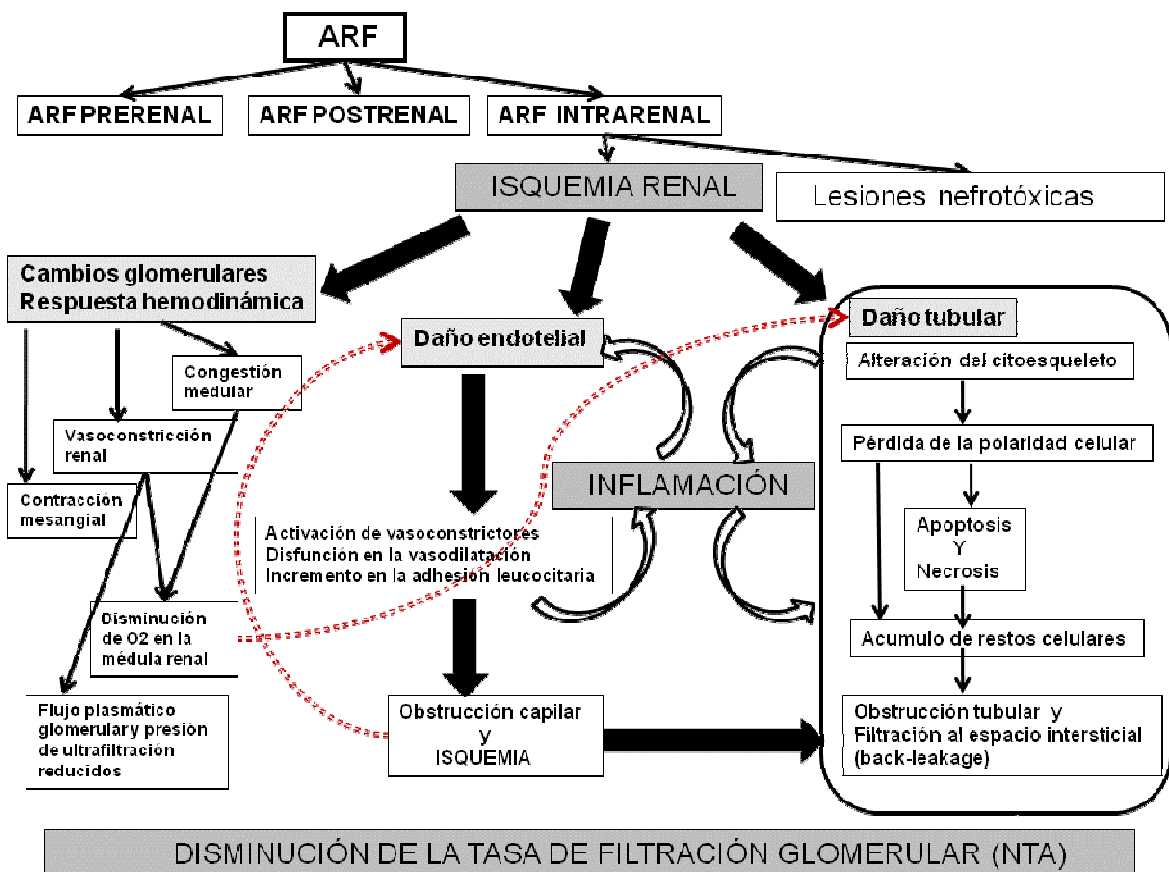 ARF
ARF PRERENAL
ARF POSTRENAL
ARF INTRARENAL
ISQUEMIA RENAL
Lesiones nefrotóxicas
Cambios glomerulares
Respuesta hemodinámica
Congestión
medular
Vasoconstricción
renal
Contracción
mesangial
Disminución
de O2 en la
médula renal
Flujo plasmático
glomerular y presión
de ultrafiltración
reducidos
Daño endotelial
Activación de vasoconstrictores
Disfunción en la vasodilatación
Incremento en la adhesión leucocitaria
Obstrucción capilar
y
ISQUEMIA
INFLAMACIÓN
Daño tubular
Alteración del citoesqueleto
Pérdida de la polaridad celular
Apoptosis
Y
Necrosis
Acumulo de restos celulares
Obstrucción tubular y
Filtración al espacio intersticial
(back-leakage)
DISMINUCIÓN DE LA TASA DE FILTRACIÓN GLOMERULAR (NTA)